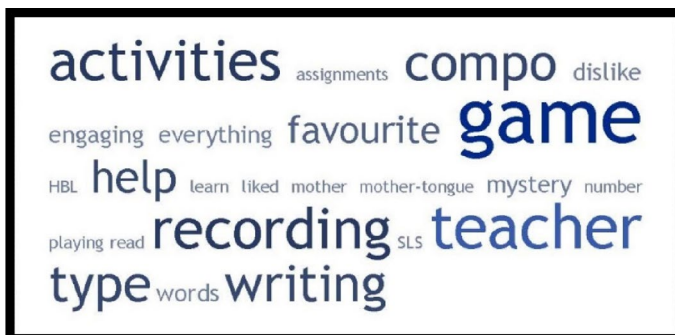 activities assignments compo dislike
engaging everything favourite game
HBL help learn liked mother mother-tongue mystery number
playing read recording SLS teacher
type words writing